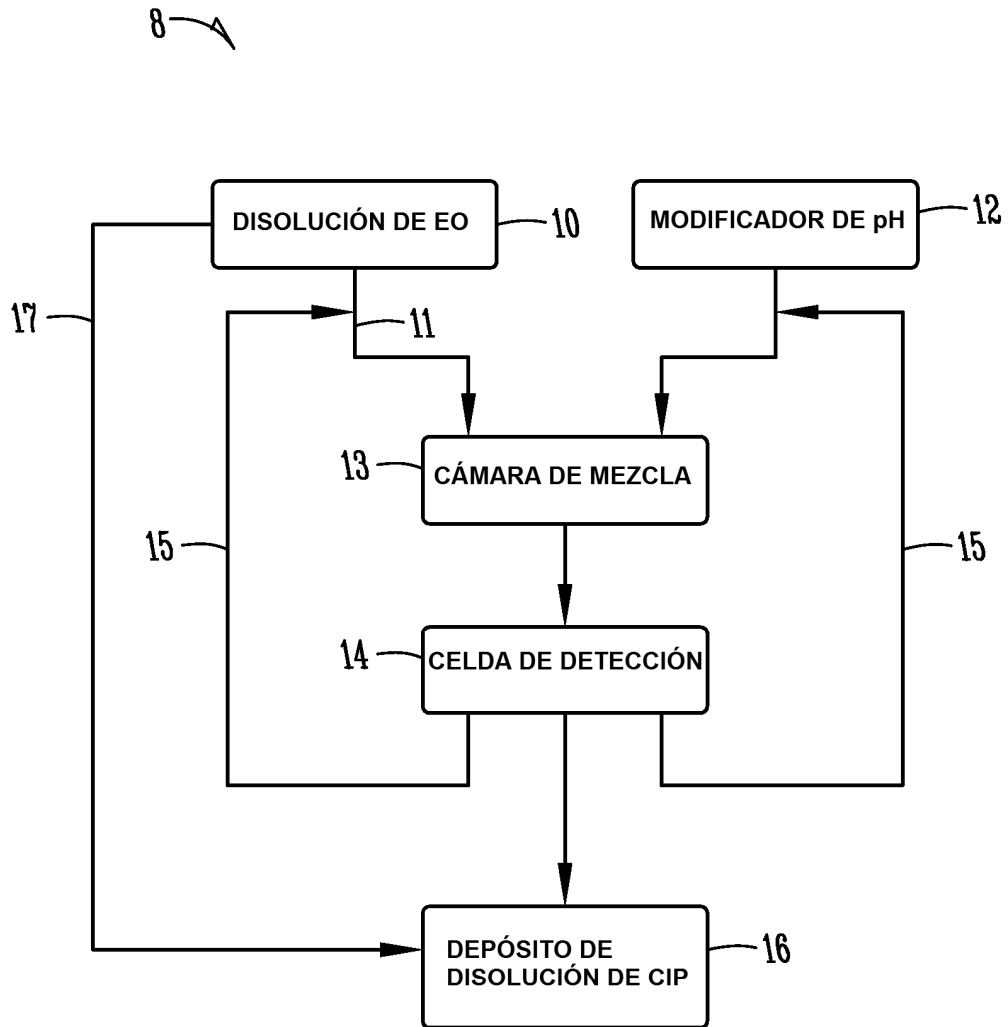 8
DISOLUCIÓN DE EO
10
MODIFICADOR DE pH
12
17
11
13
CÁMARA DE MEZCLA
15
15
14
CELDA DE DETECCIÓN
DEPÓSITO DE
DISOLUCIÓN DE CIP
16